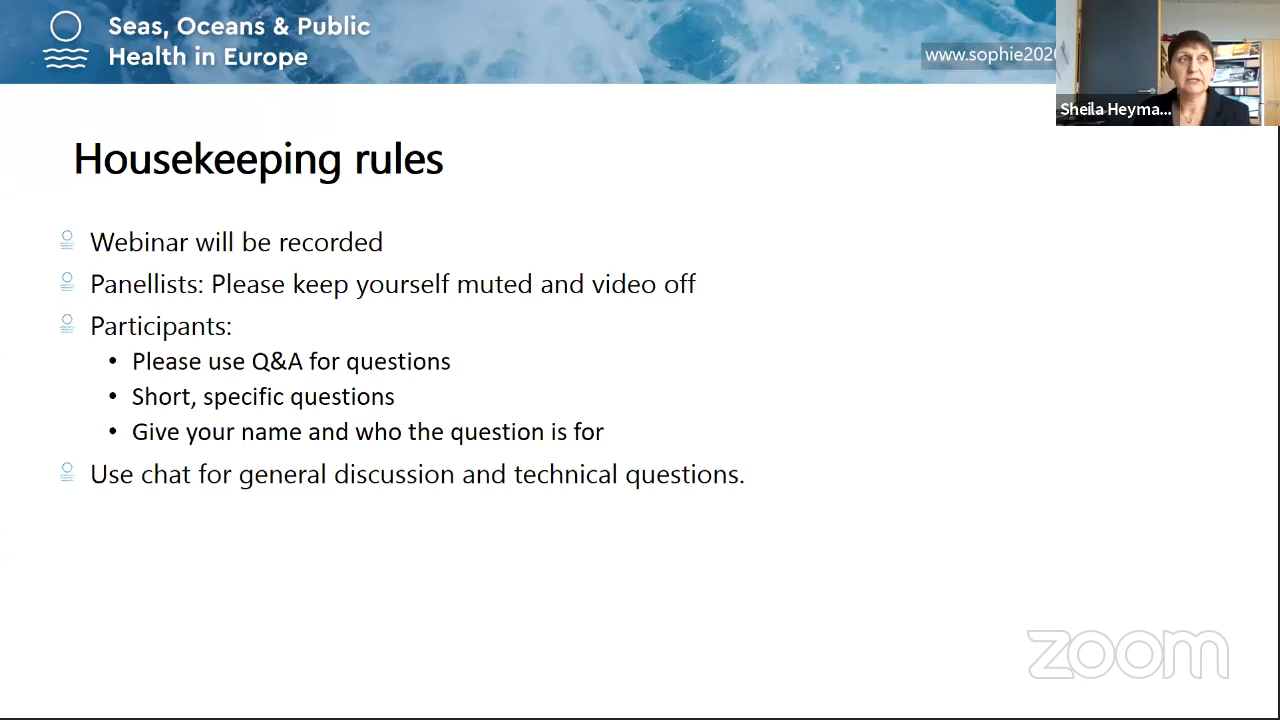 Seas, Oceans & Public
Health in Europe
www.sophie2020
Sheila Heyma...
Housekeeping rules
Webinar will be recorded
Panellists: Please keep yourself muted and video off
Participants:
• Please use Q&A for questions
• Short, specific questions
• Give your name and who the question is for
Use chat for general discussion and technical questions.
zoom